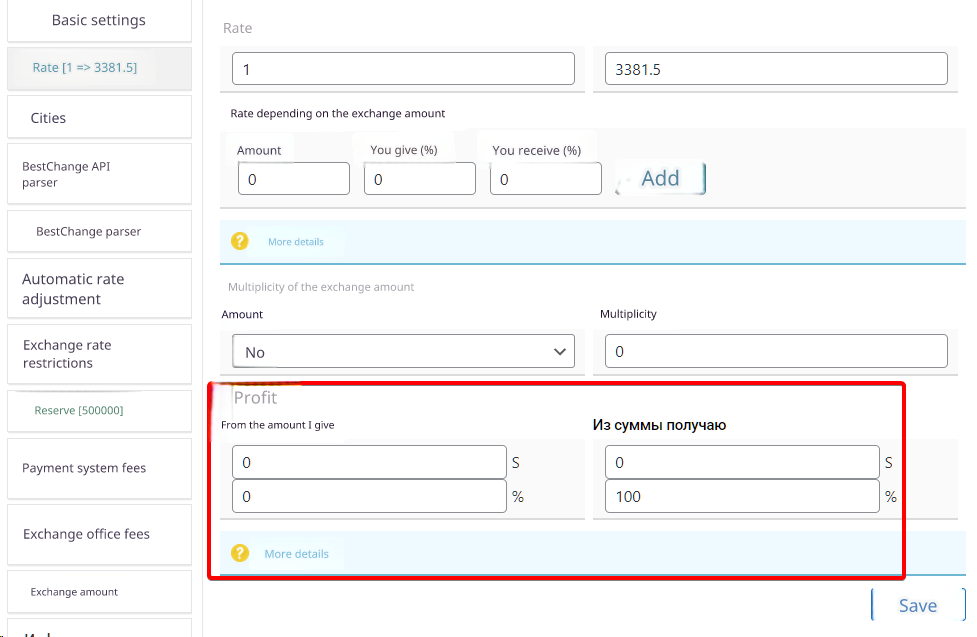 Basic settings
Rate [1 => 3381.5]
Cities
BestChange API
parser
BestChange parser
Automatic rate
adjustment
Exchange rate
restrictions
Reserve [500000]
Payment system fees
Exchange office fees
Exchange amount
Rate
1
3381.5
Rate depending on the exchange amount
Amount
You give (%)
You receive (%)
0
0
0
Add
?
More details
Multiplicity of the exchange amount
Amount
Multiplicity
No
0
Profit
From the amount I give
Из суммы получаю
0
S
0
S
0
%
100
%
?
More details
Save